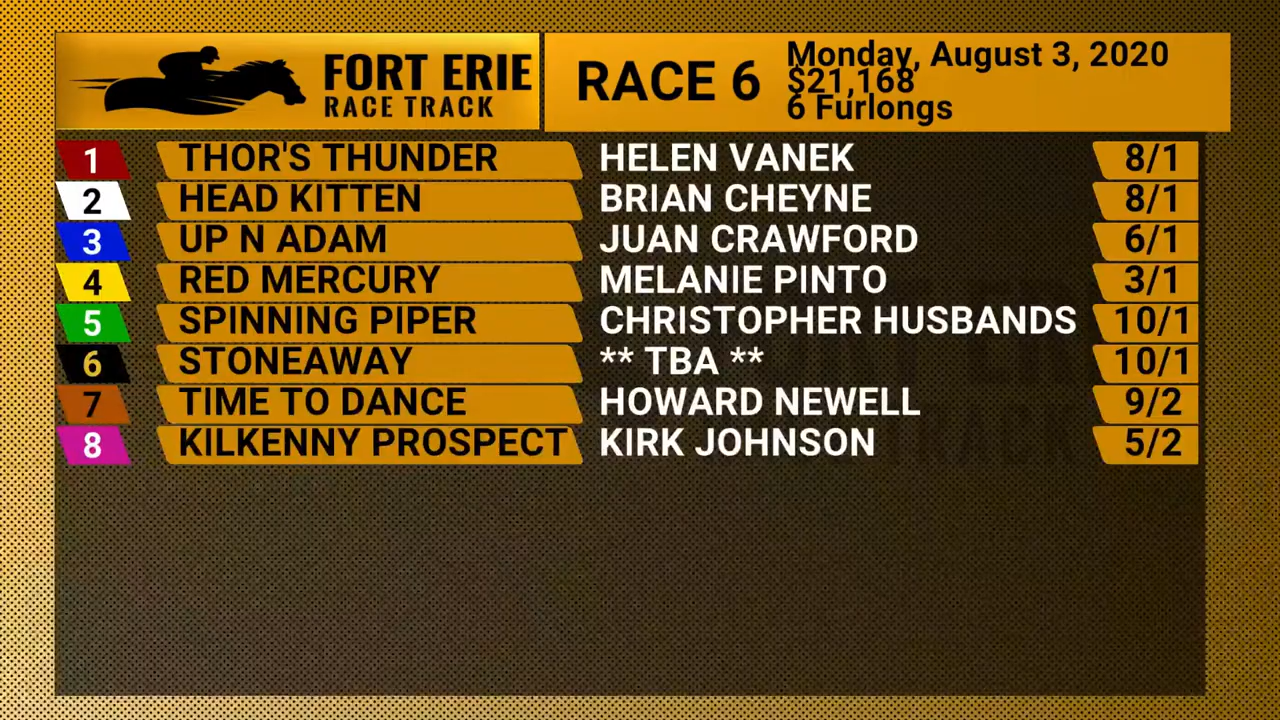 FORT ERIE
RACE TRACK
RACE 6
Monday, August 3, 2020
$21,168
6 Furlongs
1 THOR'S THUNDER HELEN VANEK 8/1
2 HEAD KITTEN BRIAN CHEYNE 8/1
3 UP N ADAM JUAN CRAWFORD 6/1
4 RED MERCURY MELANIE PINTO 3/1
5 SPINNING PIPER CHRISTOPHER HUSBANDS 10/1
6 STONEAWAY ** TBA ** 10/1
7 TIME TO DANCE HOWARD NEWELL 9/2
8 KILKENNY PROSPECT KIRK JOHNSON 5/2